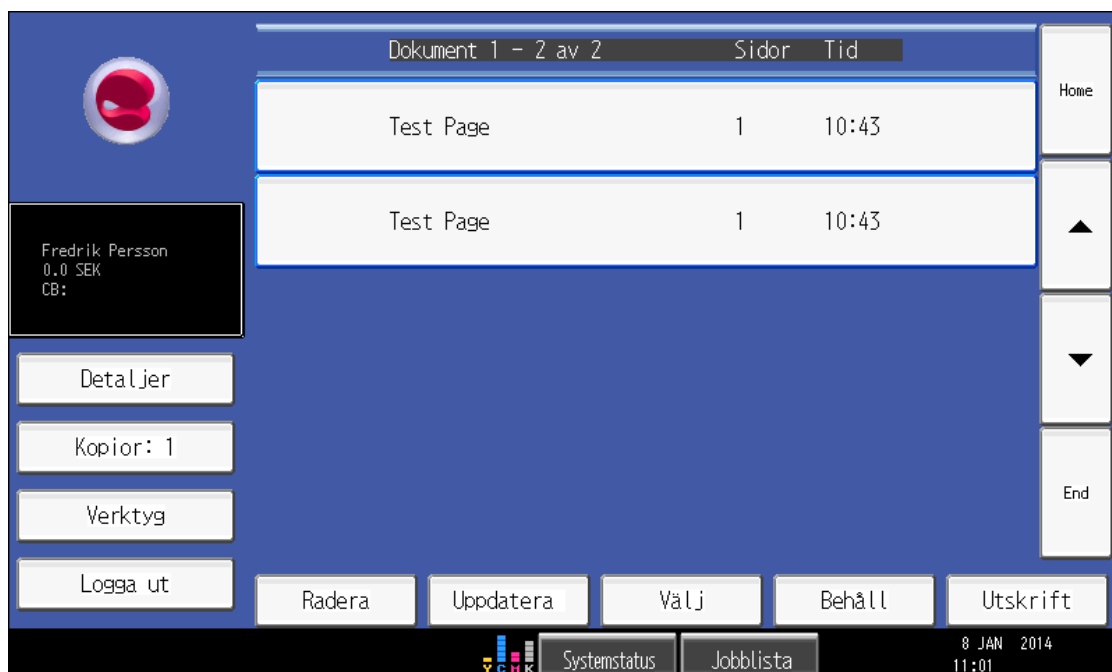 Dokument 1 - 2 av 2 Sidor Tid
Home
Test Page 1 10:43
Test Page 1 10:43
Fredrik Persson
0.0 SEK
CB:
Detaljer
Kopior: 1
Verktyg
End
Logga ut
Radera Uppdatera Välj Behåll Utskrift
Y C M K Systemstatus Jobblista
8 JAN 2014
11:01